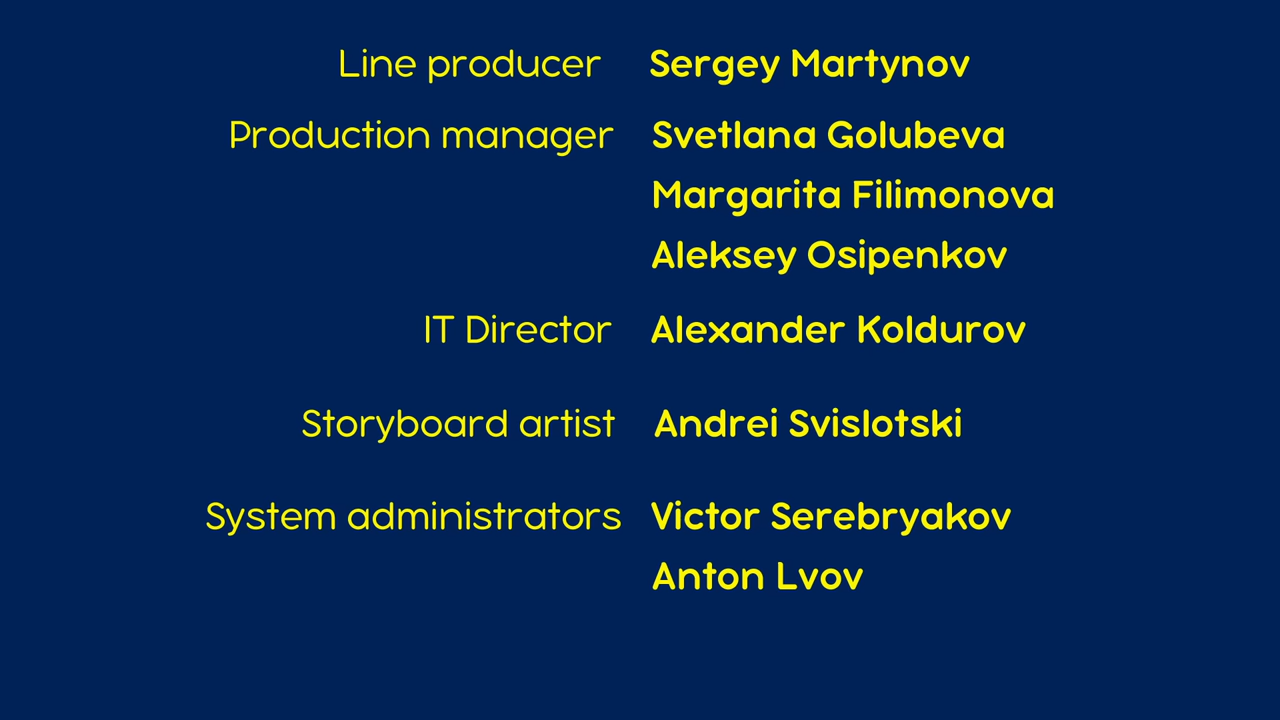 Line producer Sergey Martynov
Production manager Svetlana Golubeva
Margarita Filimonova
Aleksey Osipenkov
IT Director Alexander Koldurov
Storyboard artist Andrei Svislotski
System administrators Victor Serebryakov
Anton Lvov